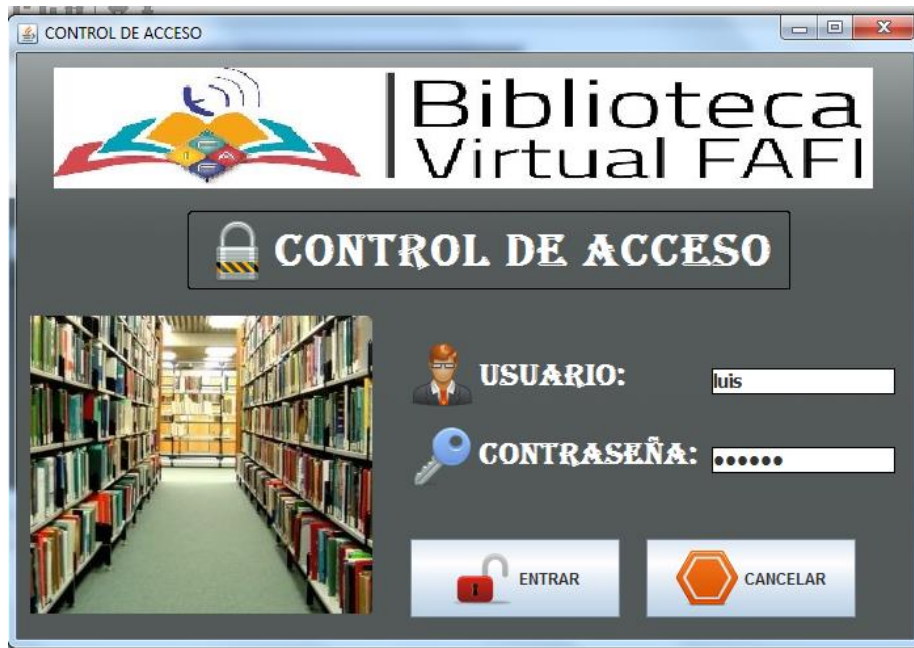 CONTROL DE ACCESO
Biblioteca
Virtual FAFI
CONTROL DE ACCESO
USUARIO:
luis
CONTRASEÑA:
••••••
ENTRAR
CANCELAR